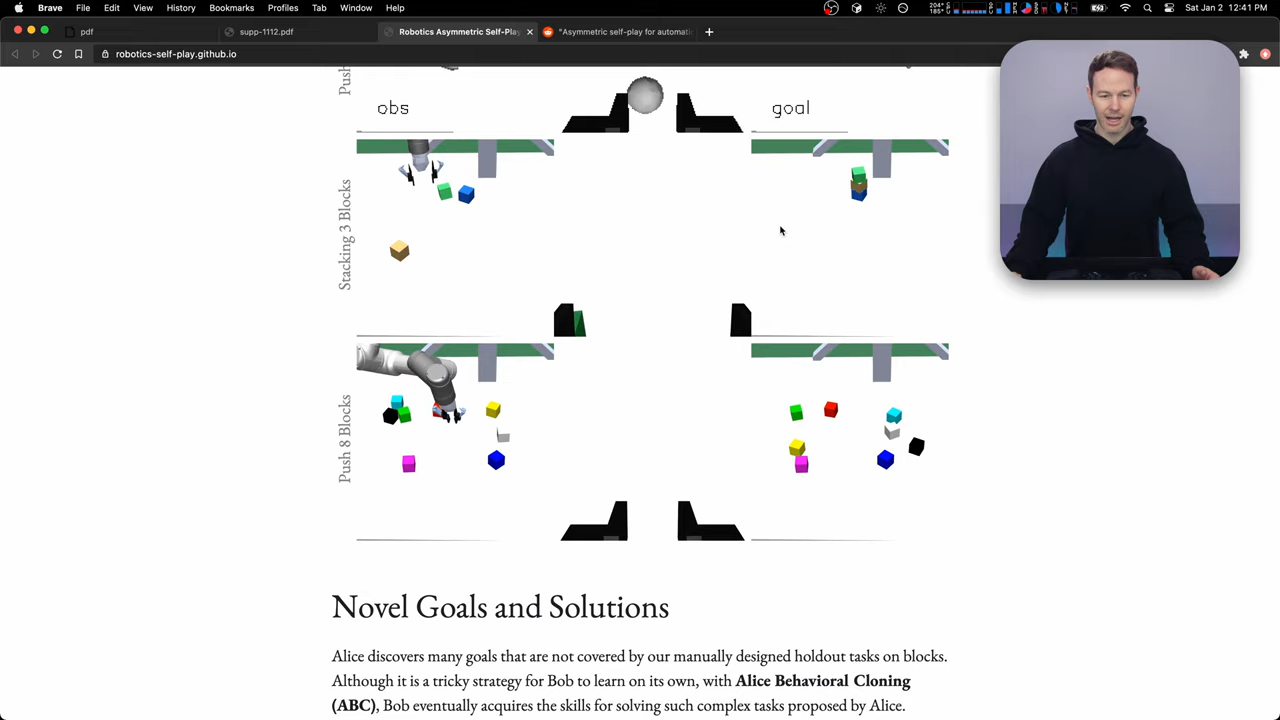 Brave File Edit View History Bookmarks Profiles Tab Window Help
204° 185° Sat Jan 2 12:41 PM
pdf
supp-1112.pdf
Robotics Asymmetric Self-Play
"Asymmetric self-play for automati
robotics-self-play.github.io
Push
obs
goal
Stacking 3 Blocks
Push 8 Blocks
Novel Goals and Solutions
Alice discovers many goals that are not covered by our manually designed holdout tasks on blocks.
Although it is a tricky strategy for Bob to learn on its own, with Alice Behavioral Cloning
(ABC), Bob eventually acquires the skills for solving such complex tasks proposed by Alice.